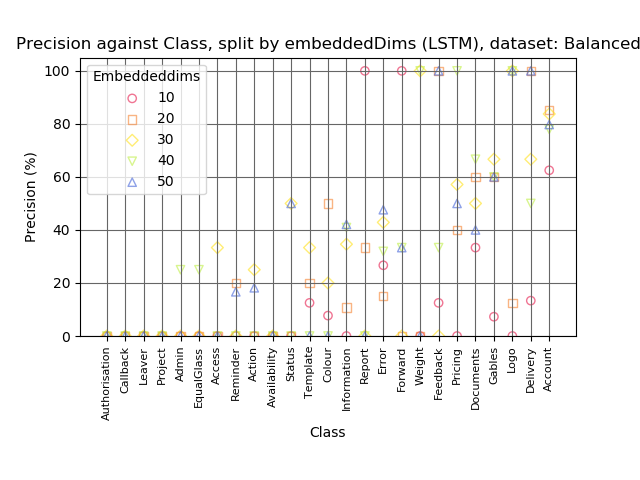 Precision against Class, split by embeddedDims (LSTM), dataset: Balanced
Embeddeddims
10
20
30
40
50
100
80
60
40
20
0
Precision (%)
Authorisation
Callback
Leaver
Project
Admin
EqualGlass
Access
Reminder
Action
Availability
Status
Template
Colour
Information
Report
Error
Forward
Weight
Feedback
Pricing
Documents
Gables
Logo
Delivery
Account
Class